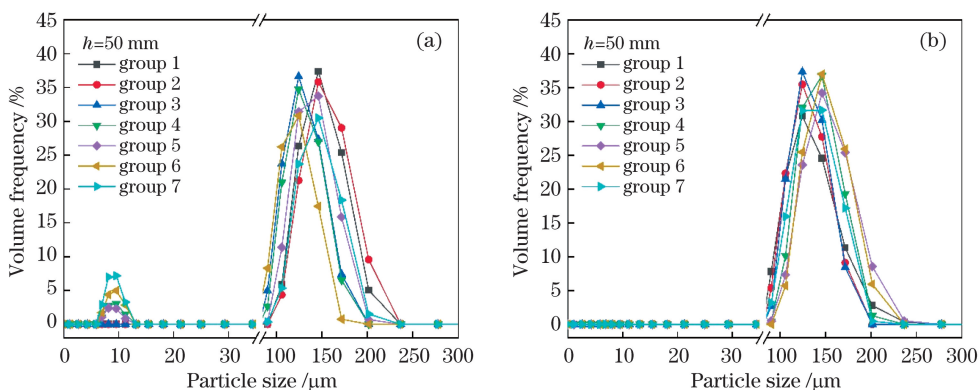 45
40
35
30
25
20
15
10
5
0
Volume frequency /%
h=50 mm
group 1
group 2
group 3
group 4
group 5
group 6
group 7
(a)
0 10 20 30 100 150 200 250 300
Particle size /μm
45
40
35
30
25
20
15
10
5
0
Volume frequency /%
h=50 mm
group 1
group 2
group 3
group 4
group 5
group 6
group 7
(b)
0 10 20 30 100 150 200 250 300
Particle size /μm